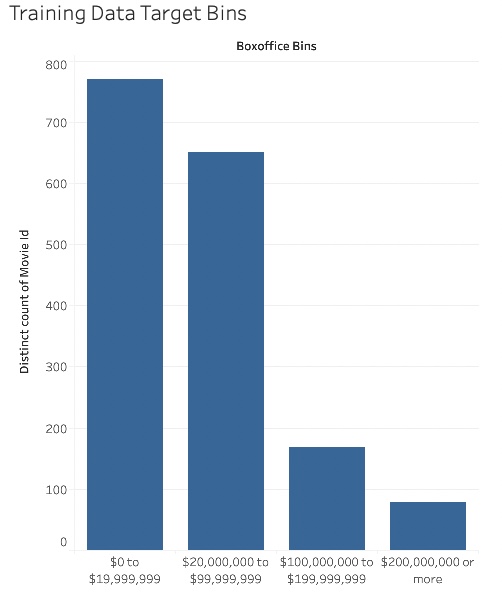 Training Data Target Bins
Boxoffice Bins
Distinct count of Movie Id
800
700
600
500
400
300
200
100
0
$0 to
$19,999,999
$20,000,000 to
$99,999,999
$100,000,000 to
$199,999,999
$200,000,000 or
more